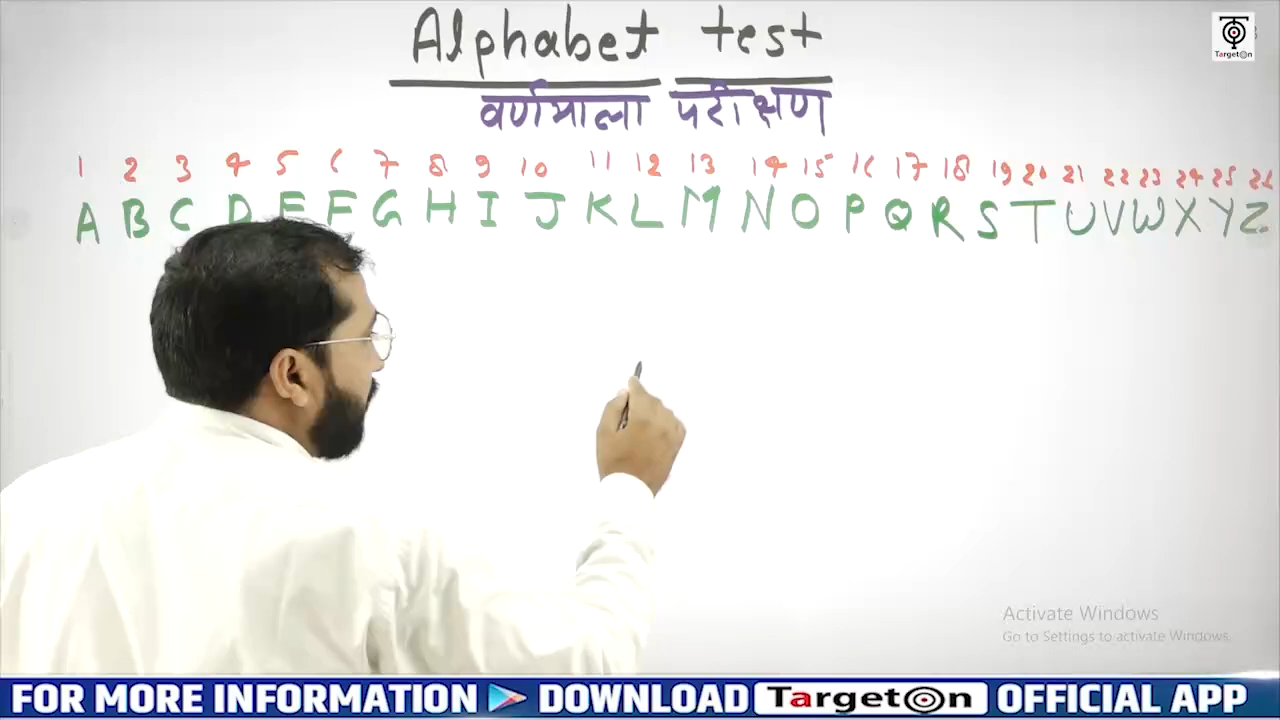 Alphabet test
वर्णमाला परीक्षण
1 2 3 4 5 6 7 8 9 10 11 12 13 14 15 16 17 18 19 20 21 22 23 24 25 26
A B C D E F G H I J K L M N O P Q R S T U V W X Y Z
TargetOn
Activate Windows
Go to Settings to activate Windows.
FOR MORE INFORMATION DOWNLOAD TargetOn OFFICIAL APP